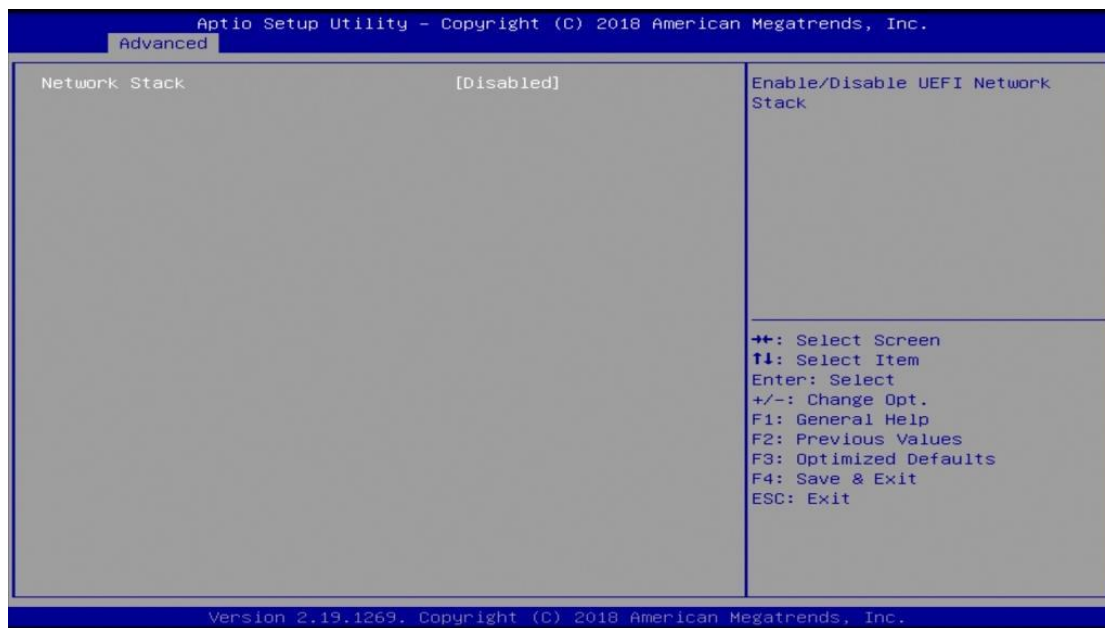 Aptio Setup Utility – Copyright (C) 2018 American Megatrends, Inc.
Advanced
Network Stack [Disabled]
Enable/Disable UEFI Network
Stack
→←: Select Screen
↑↓: Select Item
Enter: Select
+/-: Change Opt.
F1: General Help
F2: Previous Values
F3: Optimized Defaults
F4: Save & Exit
ESC: Exit
Version 2.19.1269. Copyright (C) 2018 American Megatrends, Inc.